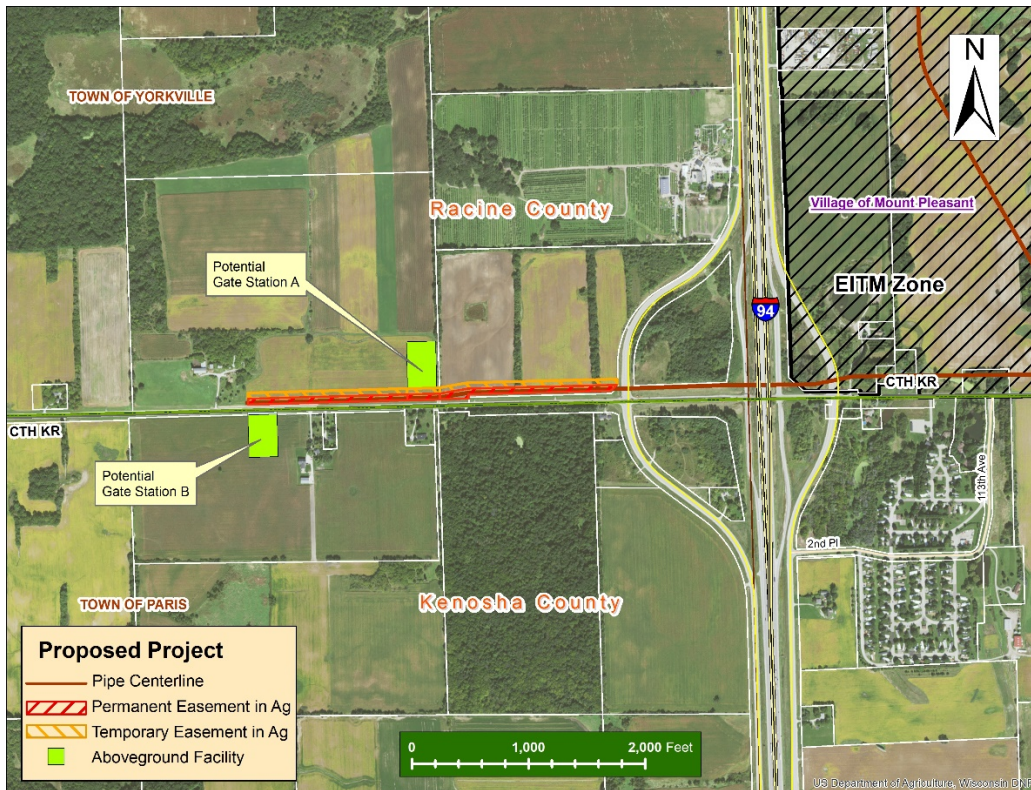 TOWN OF YORKVILLE
N
Racine County
Village of Mount Pleasant
Potential
Gate Station A
EITM Zone
94
CTH KR
CTH KR
Potential
Gate Station B
113th Ave
2nd Pl
TOWN OF PARIS
Kenosha County
Proposed Project
Pipe Centerline
Permanent Easement in Ag
Temporary Easement in Ag
Aboveground Facility
0 1,000 2,000 Feet
US Department of Agriculture, Wisconsin DNR